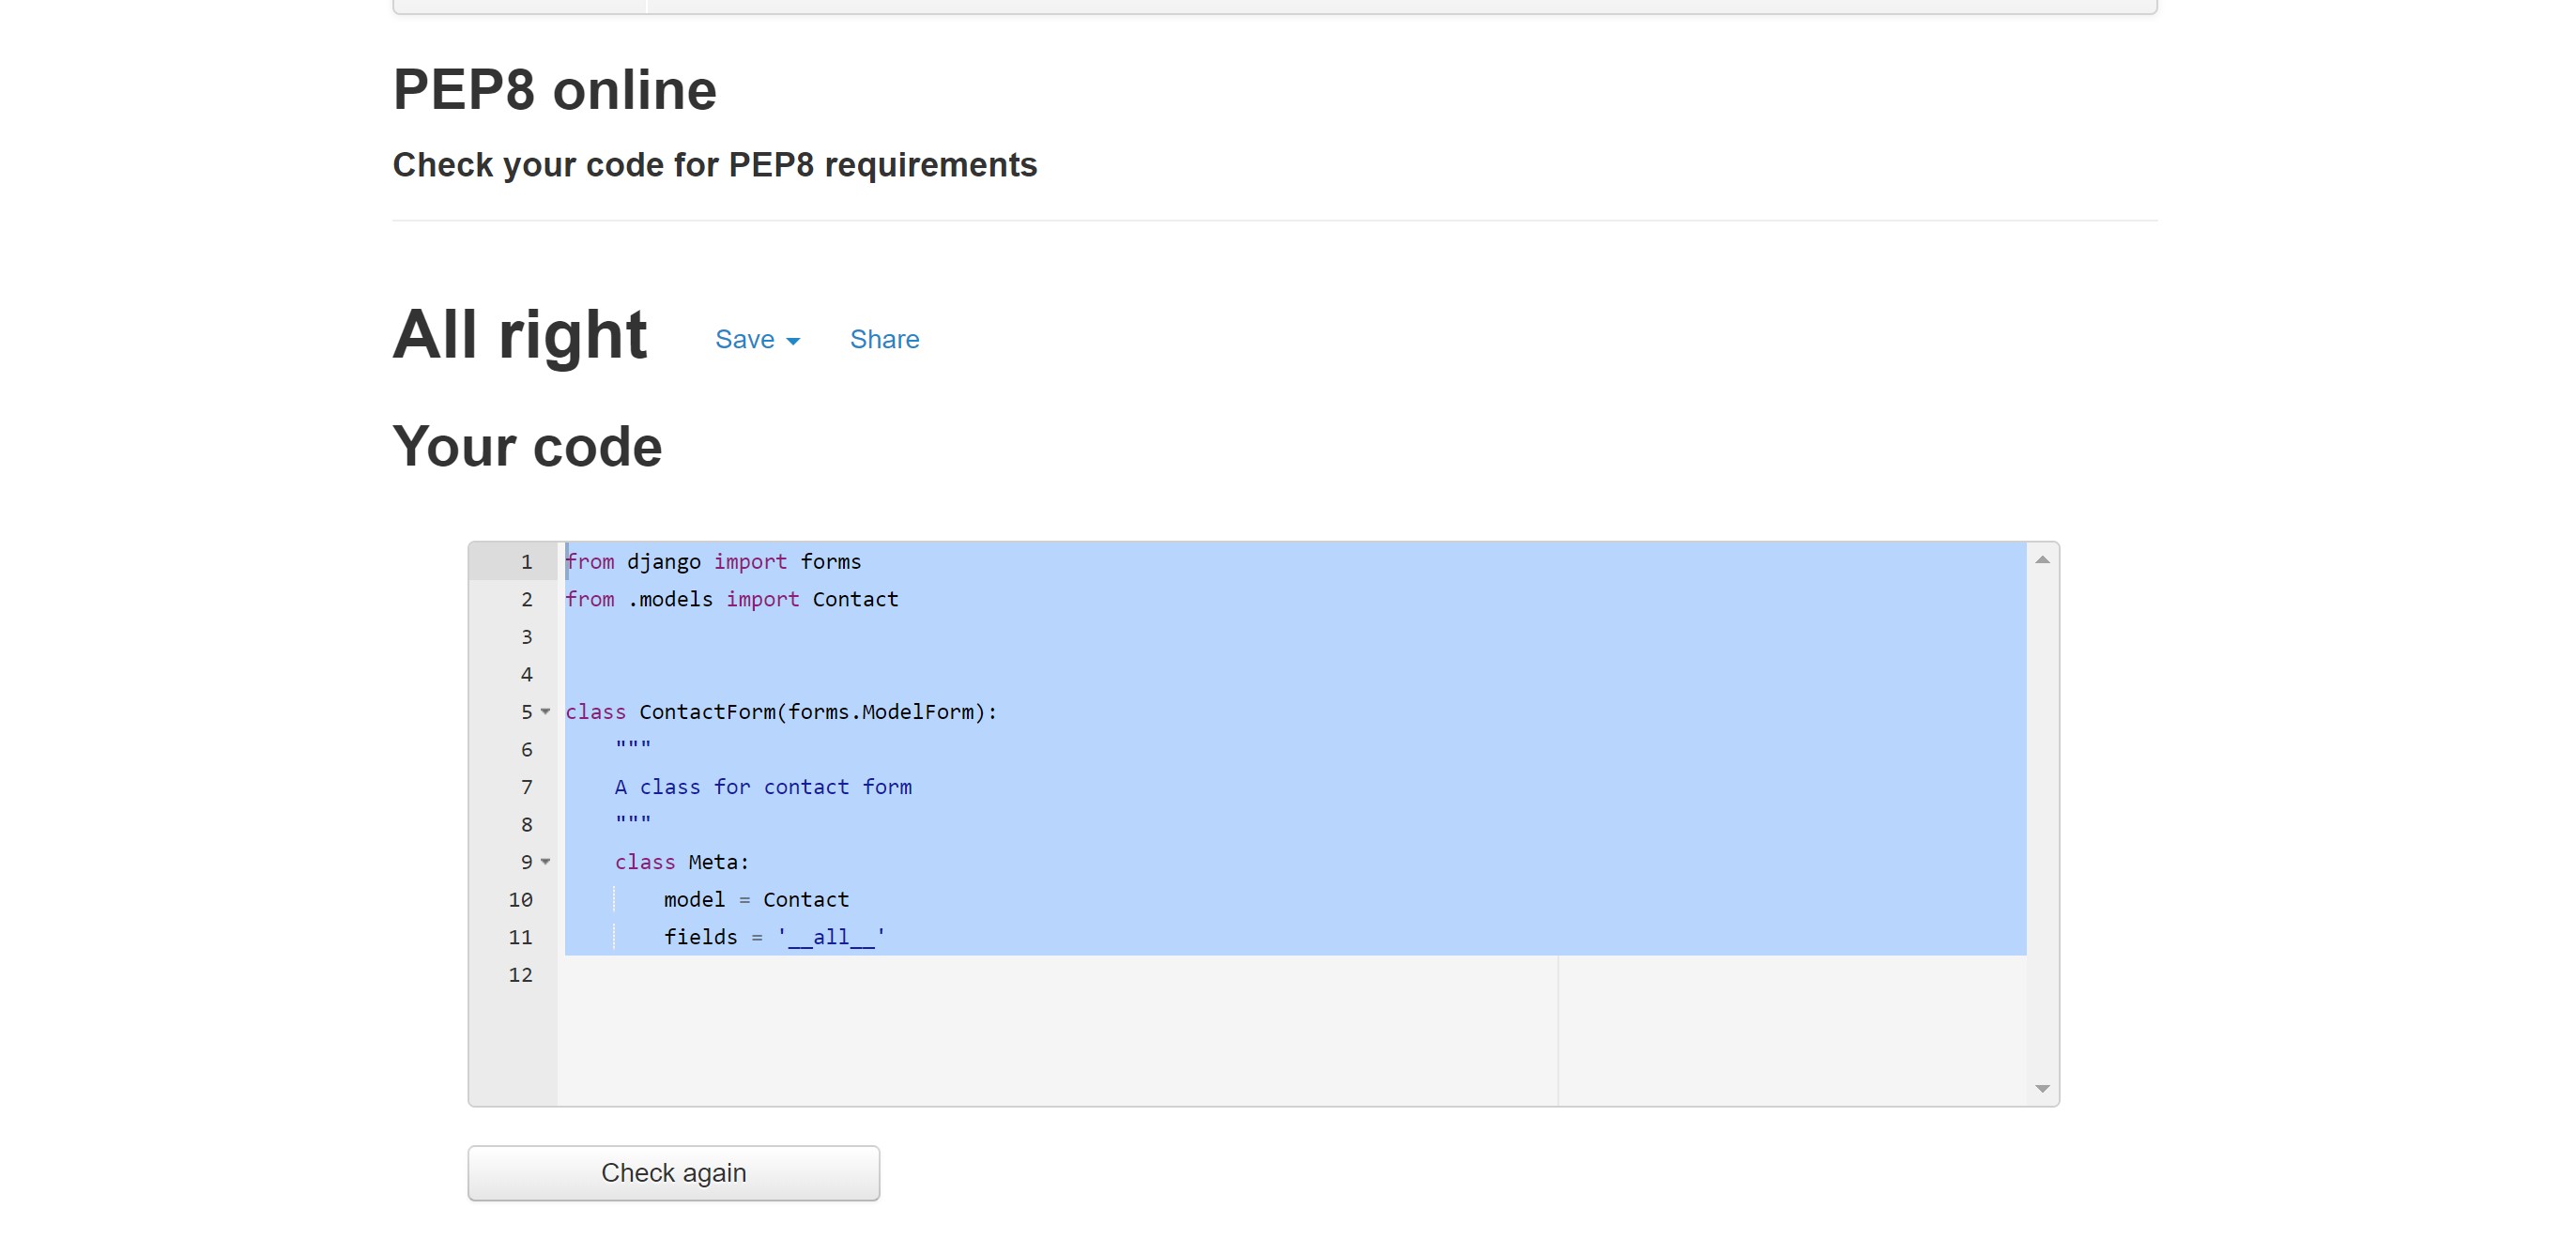 PEP8 online
Check your code for PEP8 requirements
All right Save Share
Your code
1 from django import forms
2 from .models import Contact
3
4
5 class ContactForm(forms.ModelForm):
6     """
7     A class for contact form
8     """
9     class Meta:
10         model = Contact
11         fields = '__all__'
12
Check again